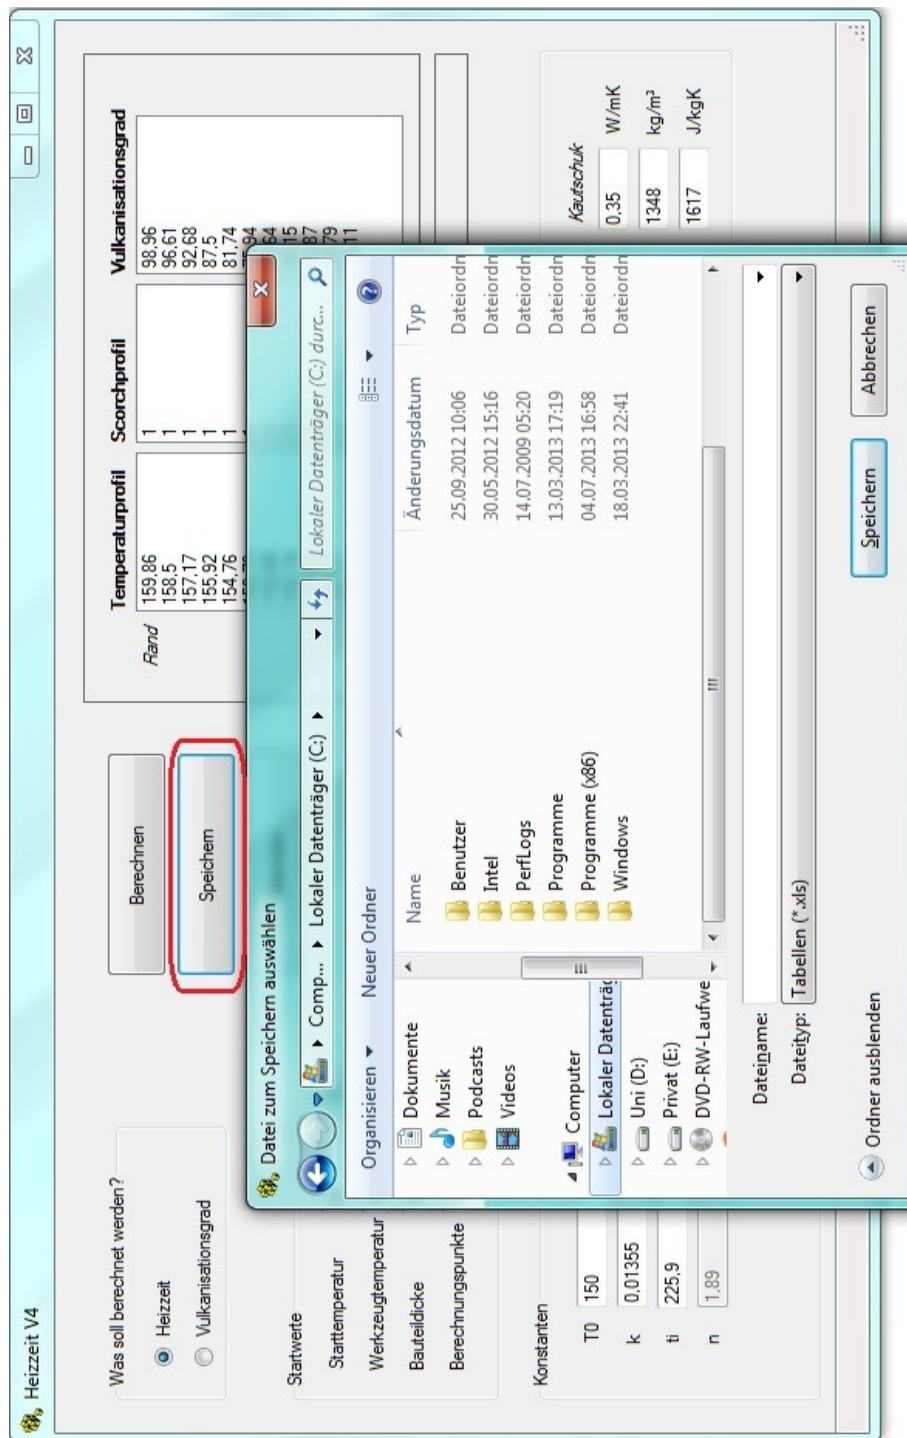 Heizzeit V4
Was soll berechnet werden?
Heizzeit
Vulkanisationsgrad
Berechnen
Speichern
Temperaturprofil
Scorchprofil
Vulkanisationsgrad
Rand
159,86
158,5
157,17
155,92
154,76
1
1
1
1
1
98,96
96,61
92,68
87,5
81,74
94
64
15
87
79
11
Startwerte
Starttemperatur
Werkzeugtemperatur
Bauteildicke
Berechnungspunkte
Konstanten
T0 150
k 0,01355
ti 225,9
n 1,89
Kautschuk
0,35 W/mK
1348 kg/m³
1617 J/kgK
Datei zum Speichern auswählen
Comp... Lokaler Datenträger (C:)
Lokaler Datenträger (C:) durc...
Organisieren Neuer Ordner
Dokumente
Musik
Podcasts
Videos
Computer
Lokaler Datenträg
Uni (D:)
Privat (E:)
DVD-RW-Laufwe
Name Änderungsdatum Typ
Benutzer 25.09.2012 10:06 Dateiordn
Intel 30.05.2012 15:16 Dateiordn
PerfLogs 14.07.2009 05:20 Dateiordn
Programme 13.03.2013 17:19 Dateiordn
Programme (x86) 04.07.2013 16:58 Dateiordn
Windows 18.03.2013 22:41 Dateiordn
Dateiname:
Dateityp: Tabellen (*.xls)
Ordner ausblenden
Speichern
Abbrechen